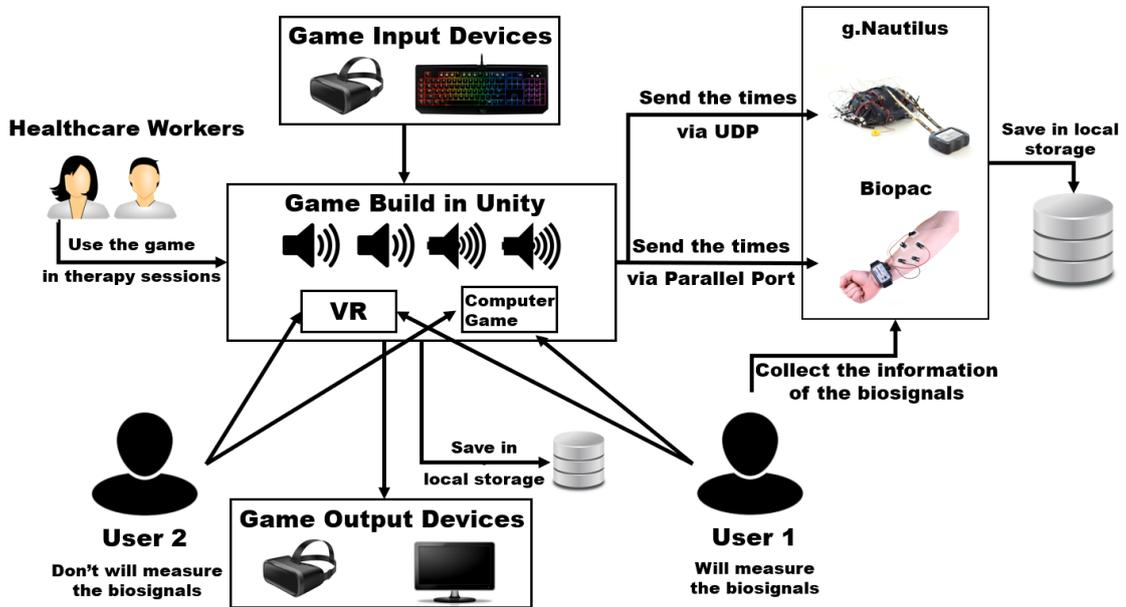 Game Input Devices
g.Nautilus
Healthcare Workers
Send the times
via UDP
Save in local
storage
Biopac
Game Build in Unity
Use the game
in therapy sessions
Send the times
via Parallel Port
VR
Computer
Game
Collect the information
of the biosignals
Save in
local storage
Game Output Devices
User 2
Don't will measure
the biosignals
User 1
Will measure
the biosignals